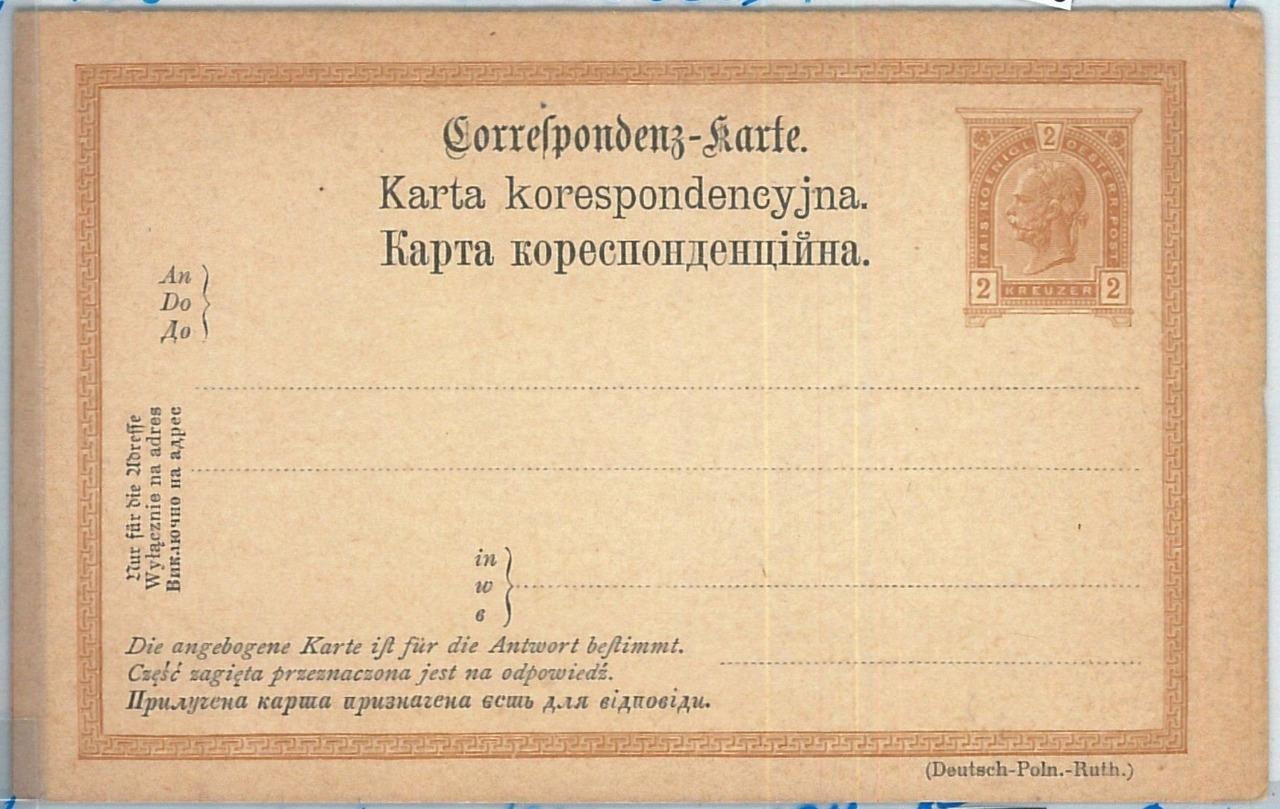 Correſpondenz-Karte.
Karta korespondencyjna.
Карта кореспонденційна.
2
KAIS KOENIGL OESTERR POST
2 KREUZER 2
An
Do
До
Nur für die Adreſſe
Wyłącznie na adres
Виключно на адрес
in
w
в
Die angebogene Karte iſt für die Antwort beſtimmt.
Część zagięta przeznaczona jest na odpowiedź.
Прилучена карта призначена єсть для відповіди.
(Deutsch-Poln.-Ruth.)